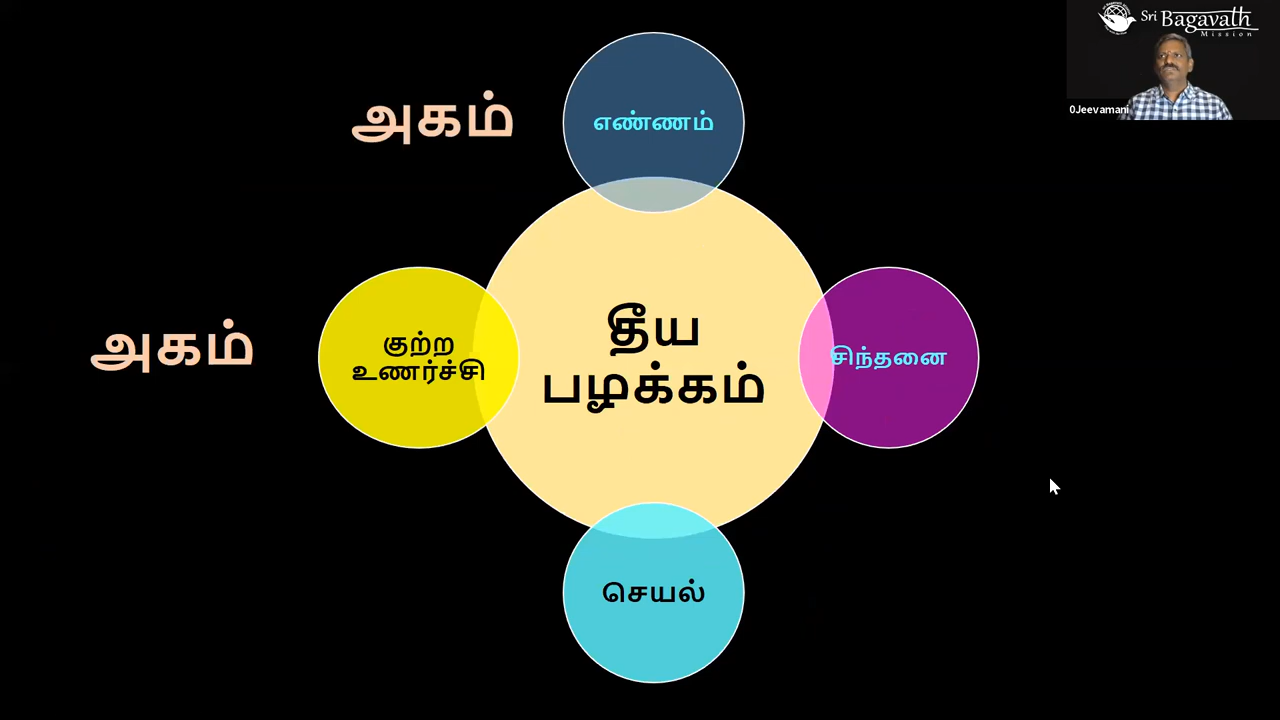 Sri Bagavath
Mission
0Jeevamani
அகம்
எண்ணம்
அகம்
குற்ற
உணர்ச்சி
தீய
பழக்கம்
சிந்தனை
செயல்